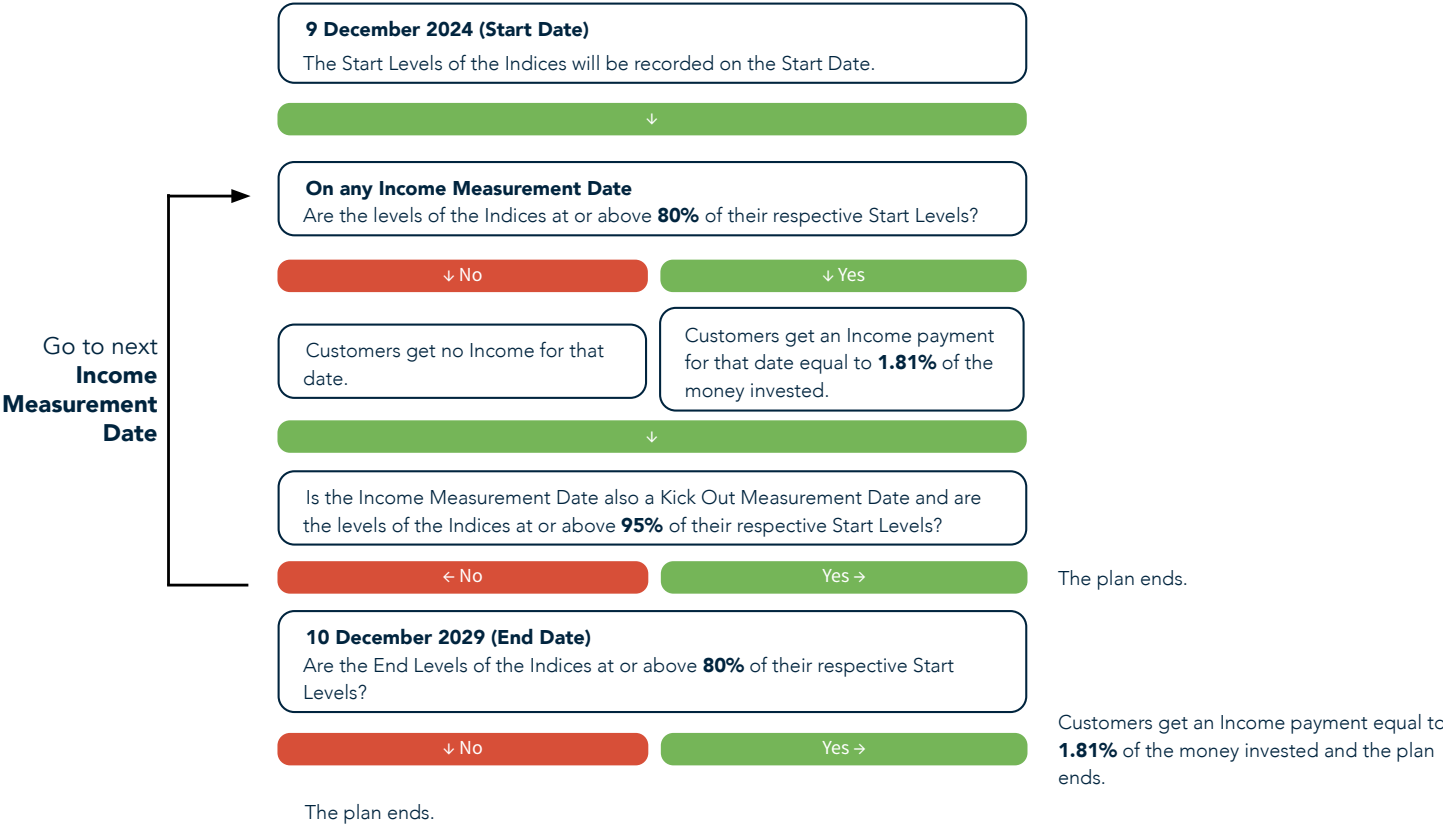 9 December 2024 (Start Date)
The Start Levels of the Indices will be recorded on the Start Date.
↓
On any Income Measurement Date
Are the levels of the Indices at or above 80% of their respective Start Levels?
↓ No
↓ Yes
Customers get no Income for that
date.
Customers get an Income payment
for that date equal to 1.81% of the
money invested.
Go to next
Income
Measurement
Date
↓
Is the Income Measurement Date also a Kick Out Measurement Date and are
the levels of the Indices at or above 95% of their respective Start Levels?
← No
Yes →
The plan ends.
10 December 2029 (End Date)
Are the End Levels of the Indices at or above 80% of their respective Start
Levels?
↓ No
Yes →
Customers get an Income payment equal to
1.81% of the money invested and the plan
ends.
The plan ends.